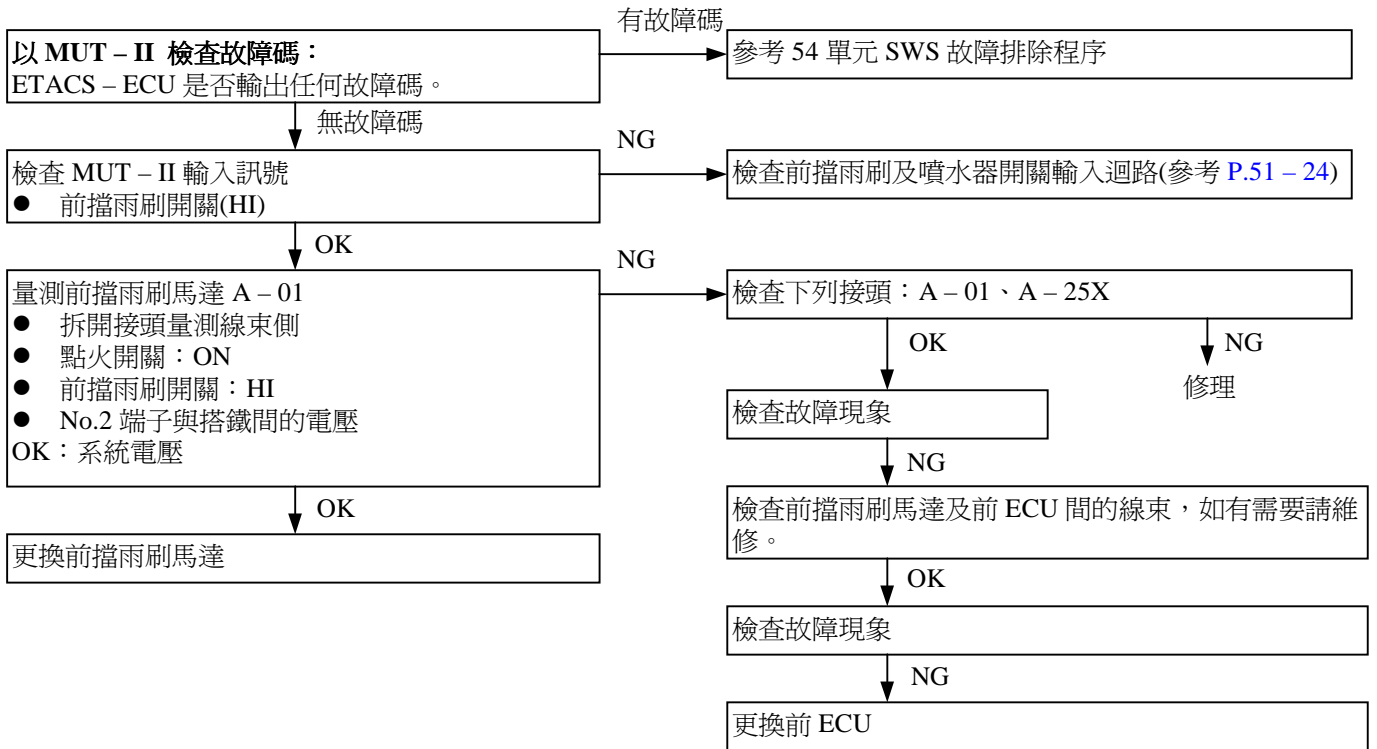 有故障碼
以 MUT – II 檢查故障碼：
ETACS – ECU 是否輸出任何故障碼。
參考 54 單元 SWS 故障排除程序
無故障碼
NG
檢查 MUT – II 輸入訊號
● 前擋雨刷開關(HI)
檢查前擋雨刷及噴水器開關輸入迴路(參考 P.51 – 24)
OK
NG
量測前擋雨刷馬達 A – 01
● 拆開接頭量測線束側
● 點火開關：ON
● 前擋雨刷開關：HI
● No.2 端子與搭鐵間的電壓
OK：系統電壓
檢查下列接頭：A – 01、A – 25X
OK
NG
修理
檢查故障現象
NG
OK
更換前擋雨刷馬達
檢查前擋雨刷馬達及前 ECU 間的線束，如有需要請維
修。
OK
檢查故障現象
NG
更換前 ECU